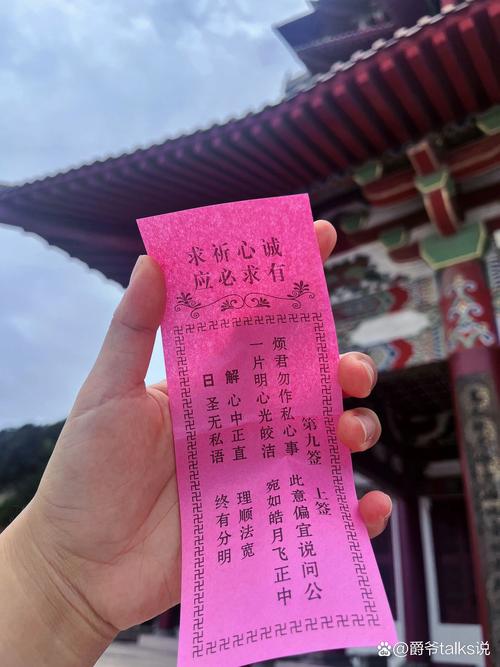 诚心祈求
有求必应
第九签 上签
烦君勿作私心事 此意偏宜说问公
一片明心光皎洁 宛如皓月飞正中
解 心中正直 理顺法宽
日 圣无私语 终有分明
@爵爷talks说